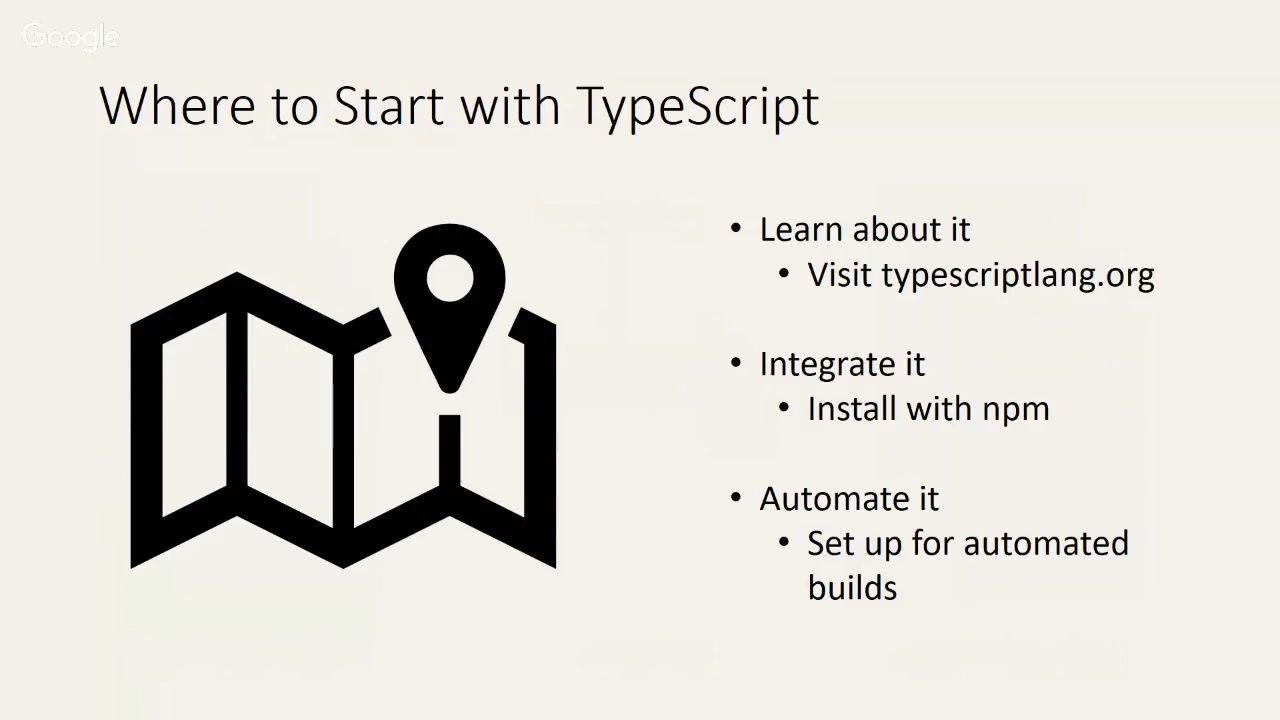 Google
Where to Start with TypeScript
• Learn about it
• Visit typescriptlang.org
• Integrate it
• Install with npm
• Automate it
• Set up for automated
builds